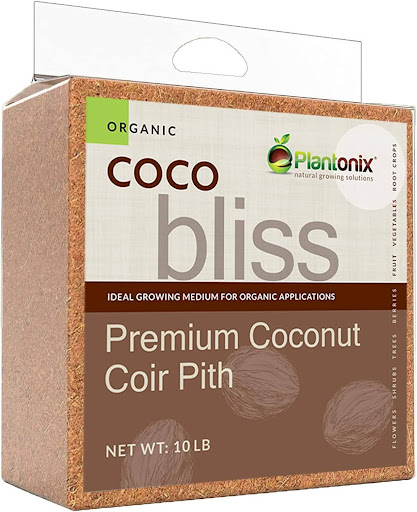 ORGANIC
Plantonix®
natural growing solutions
COCO
bliss
IDEAL GROWING MEDIUM FOR ORGANIC APPLICATIONS
Premium Coconut
Coir Pith
NET WT: 10 LB
FLOWERS SHRUBS TREES BERRIES FRUIT VEGETABLES ROOT CROPS